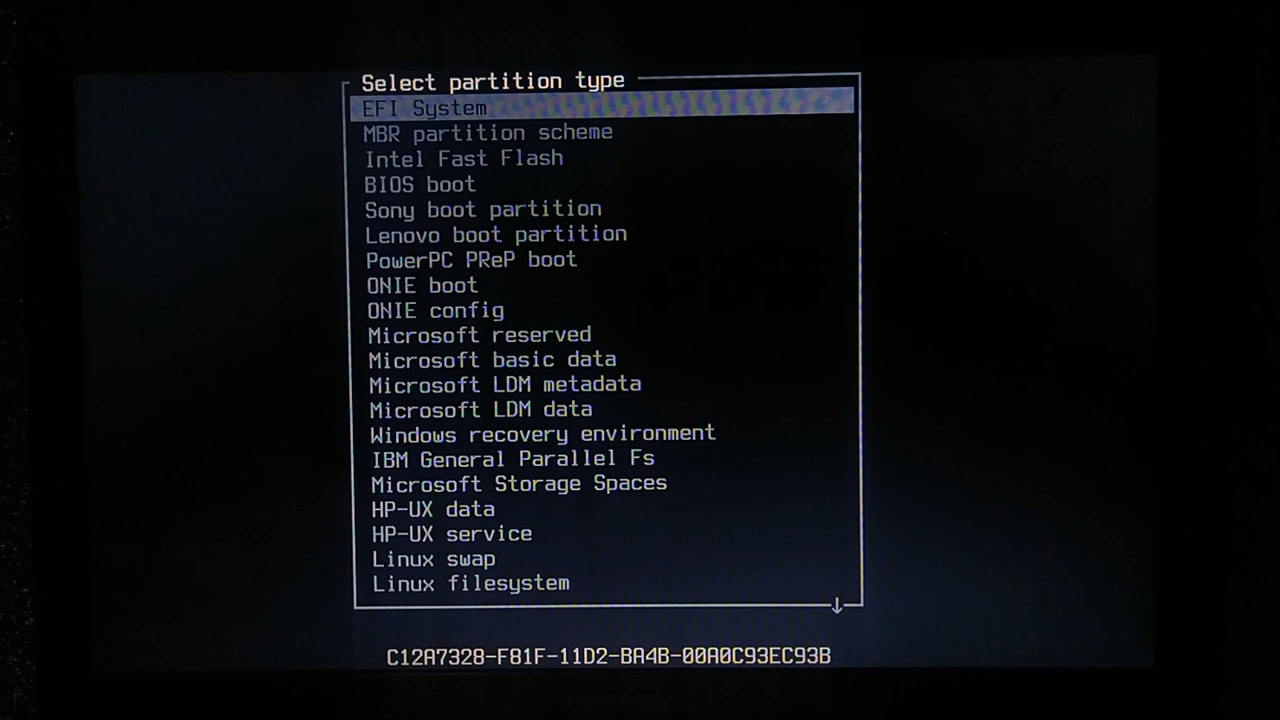 Select partition type
EFI System
MBR partition scheme
Intel Fast Flash
BIOS boot
Sony boot partition
Lenovo boot partition
PowerPC PReP boot
ONIE boot
ONIE config
Microsoft reserved
Microsoft basic data
Microsoft LDM metadata
Microsoft LDM data
Windows recovery environment
IBM General Parallel Fs
Microsoft Storage Spaces
HP-UX data
HP-UX service
Linux swap
Linux filesystem
C12A7328-F81F-11D2-BA4B-00A0C93EC93B